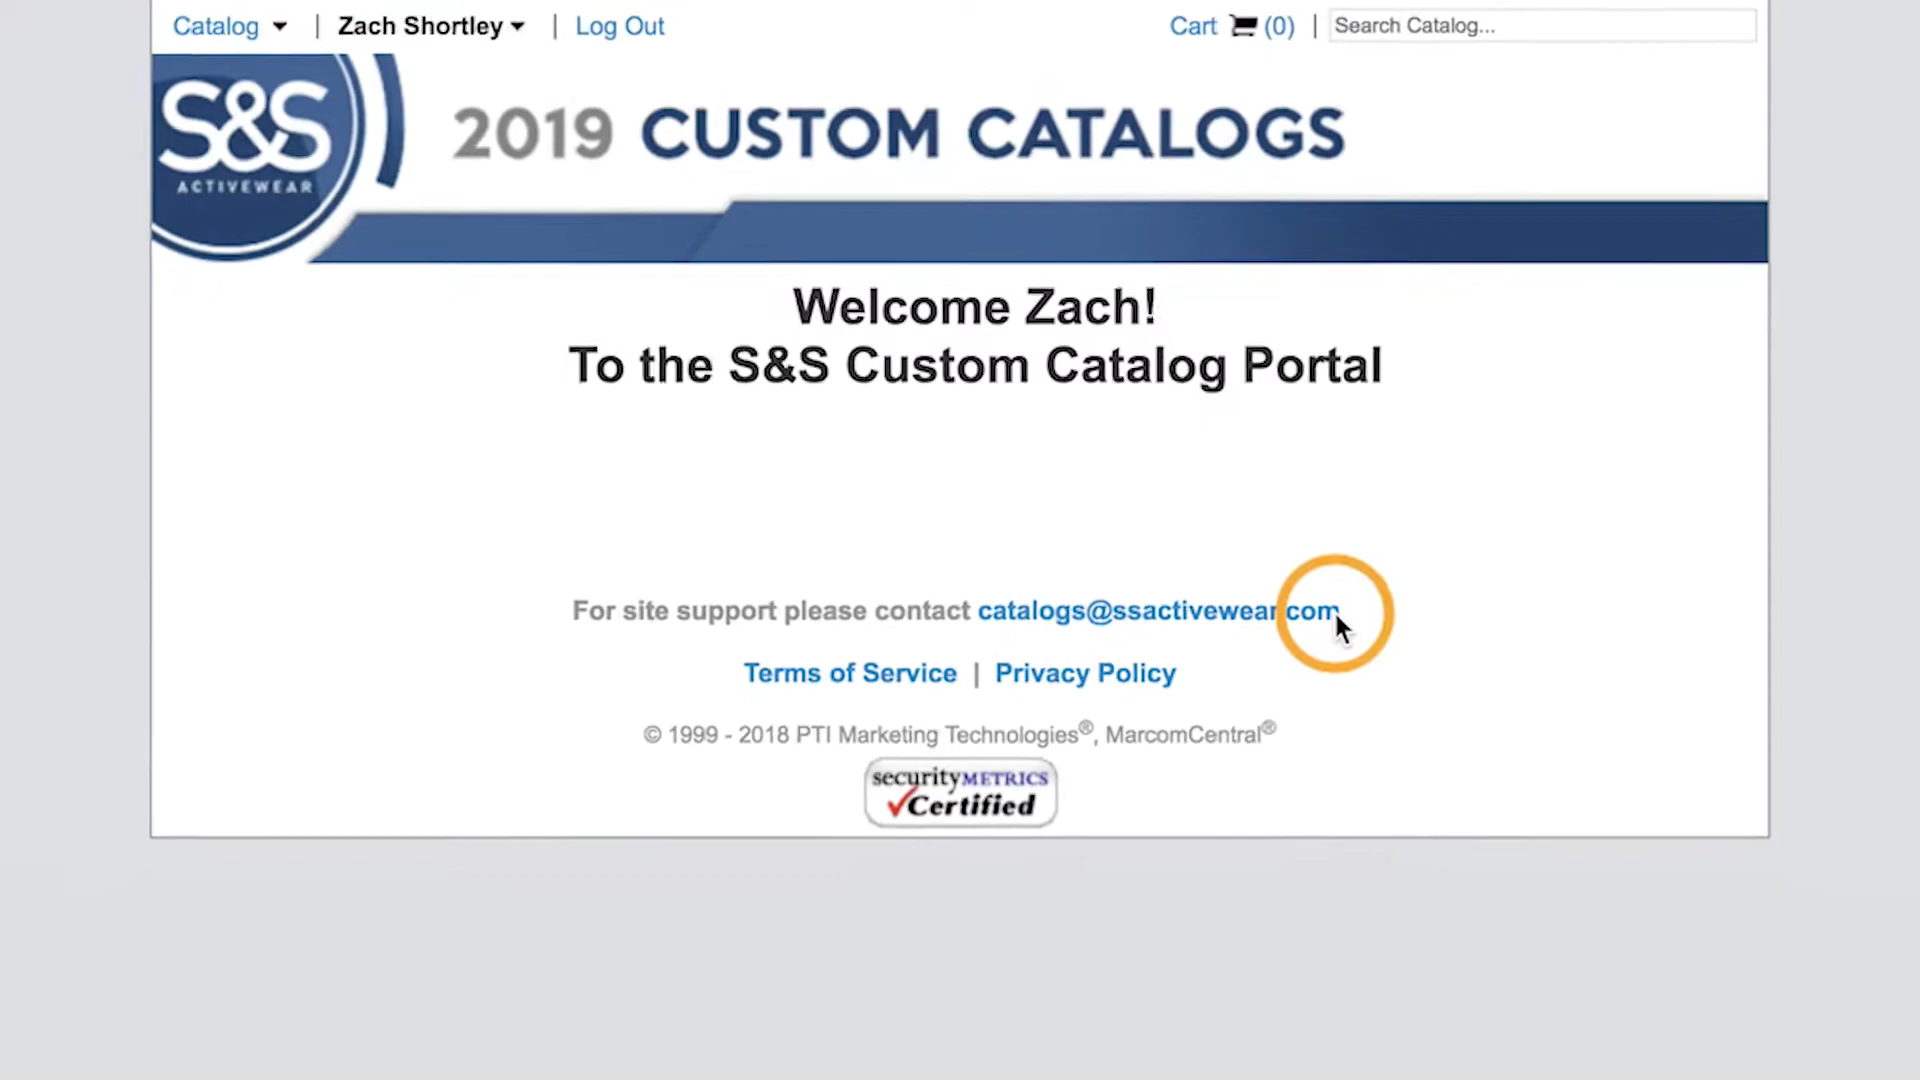 Catalog | Zach Shortley | Log Out Cart (0) | Search Catalog...
S&S
ACTIVEWEAR
2019 CUSTOM CATALOGS
Welcome Zach!
To the S&S Custom Catalog Portal
For site support please contact catalogs@ssactivewear.com
Terms of Service | Privacy Policy
© 1999 - 2018 PTI Marketing Technologies®, MarcomCentral®
securityMETRICS
Certified